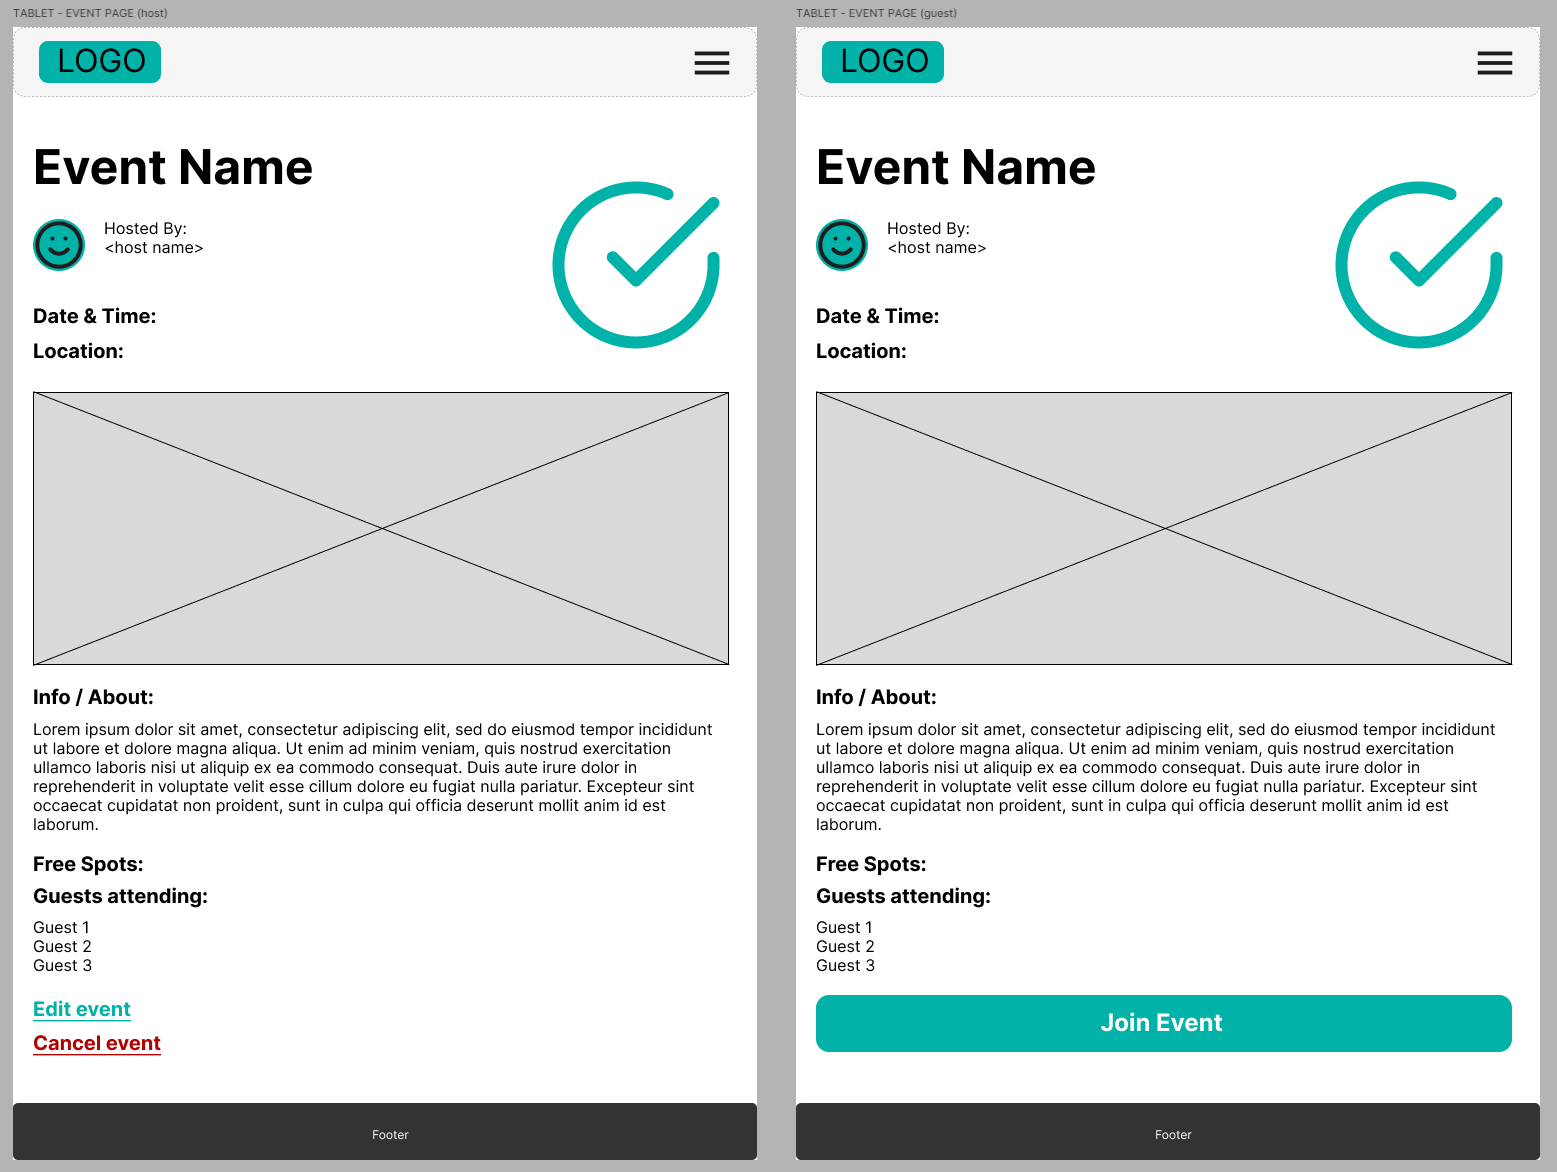 TABLET - EVENT PAGE (host)
LOGO
Event Name
Hosted By:
<host name>
Date & Time:
Location:
Info / About:
Lorem ipsum dolor sit amet, consectetur adipiscing elit, sed do eiusmod tempor incididunt
ut labore et dolore magna aliqua. Ut enim ad minim veniam, quis nostrud exercitation
ullamco laboris nisi ut aliquip ex ea commodo consequat. Duis aute irure dolor in
reprehenderit in voluptate velit esse cillum dolore eu fugiat nulla pariatur. Excepteur sint
occaecat cupidatat non proident, sunt in culpa qui officia deserunt mollit anim id est
laborum.
Free Spots:
Guests attending:
Guest 1
Guest 2
Guest 3
Edit event
Cancel event
Footer
TABLET - EVENT PAGE (guest)
LOGO
Event Name
Hosted By:
<host name>
Date & Time:
Location:
Info / About:
Lorem ipsum dolor sit amet, consectetur adipiscing elit, sed do eiusmod tempor incididunt
ut labore et dolore magna aliqua. Ut enim ad minim veniam, quis nostrud exercitation
ullamco laboris nisi ut aliquip ex ea commodo consequat. Duis aute irure dolor in
reprehenderit in voluptate velit esse cillum dolore eu fugiat nulla pariatur. Excepteur sint
occaecat cupidatat non proident, sunt in culpa qui officia deserunt mollit anim id est
laborum.
Free Spots:
Guests attending:
Guest 1
Guest 2
Guest 3
Join Event
Footer